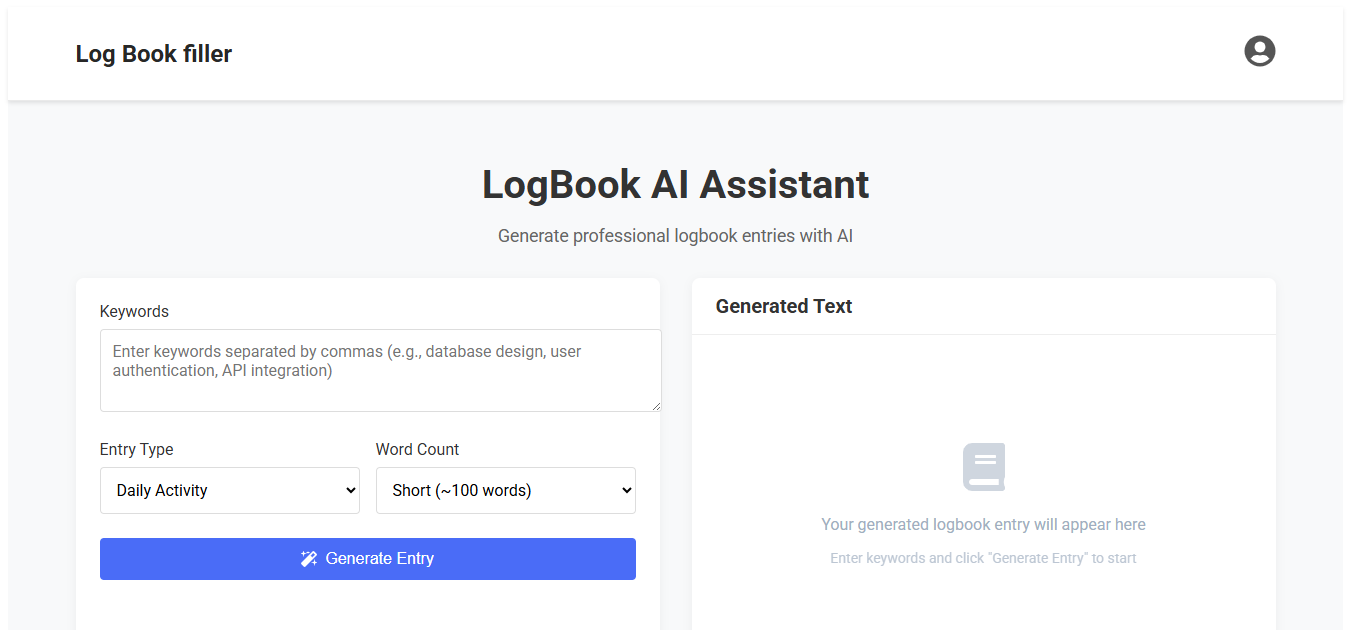 Log Book filler
LogBook AI Assistant
Generate professional logbook entries with AI
Keywords
Enter keywords separated by commas (e.g., database design, user
authentication, API integration)
Entry Type
Word Count
Daily Activity
Short (~100 words)
Generate Entry
Generated Text
Your generated logbook entry will appear here
Enter keywords and click "Generate Entry" to start